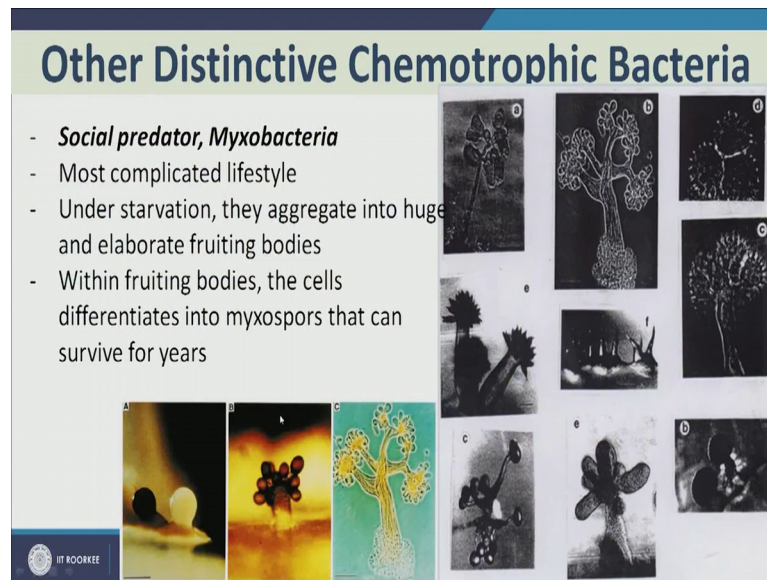 Other Distinctive Chemotrophic Bacteria
- Social predator, Myxobacteria
- Most complicated lifestyle
- Under starvation, they aggregate into huge
and elaborate fruiting bodies
- Within fruiting bodies, the cells
differentiates into myxospors that can
survive for years
a
b
d
c
e
f
c
e
b
A
B
C
IIT ROORKEE